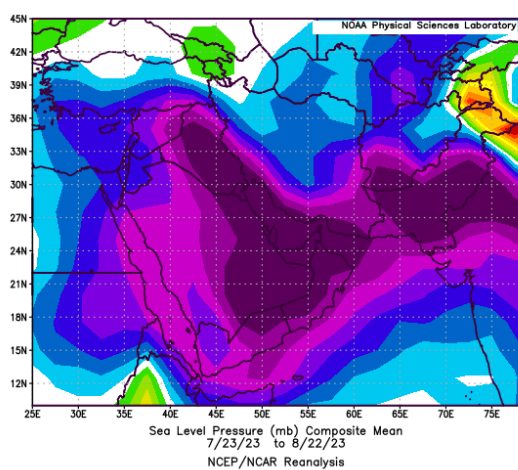 NOAA Physical Sciences Laboratory
45N
42N
39N
36N
33N
30N
27N
24N
21N
18N
15N
12N
25E 30E 35E 40E 45E 50E 55E 60E 65E 70E 75E
Sea Level Pressure (mb) Composite Mean
7/23/23 to 8/22/23
NCEP/NCAR Reanalysis